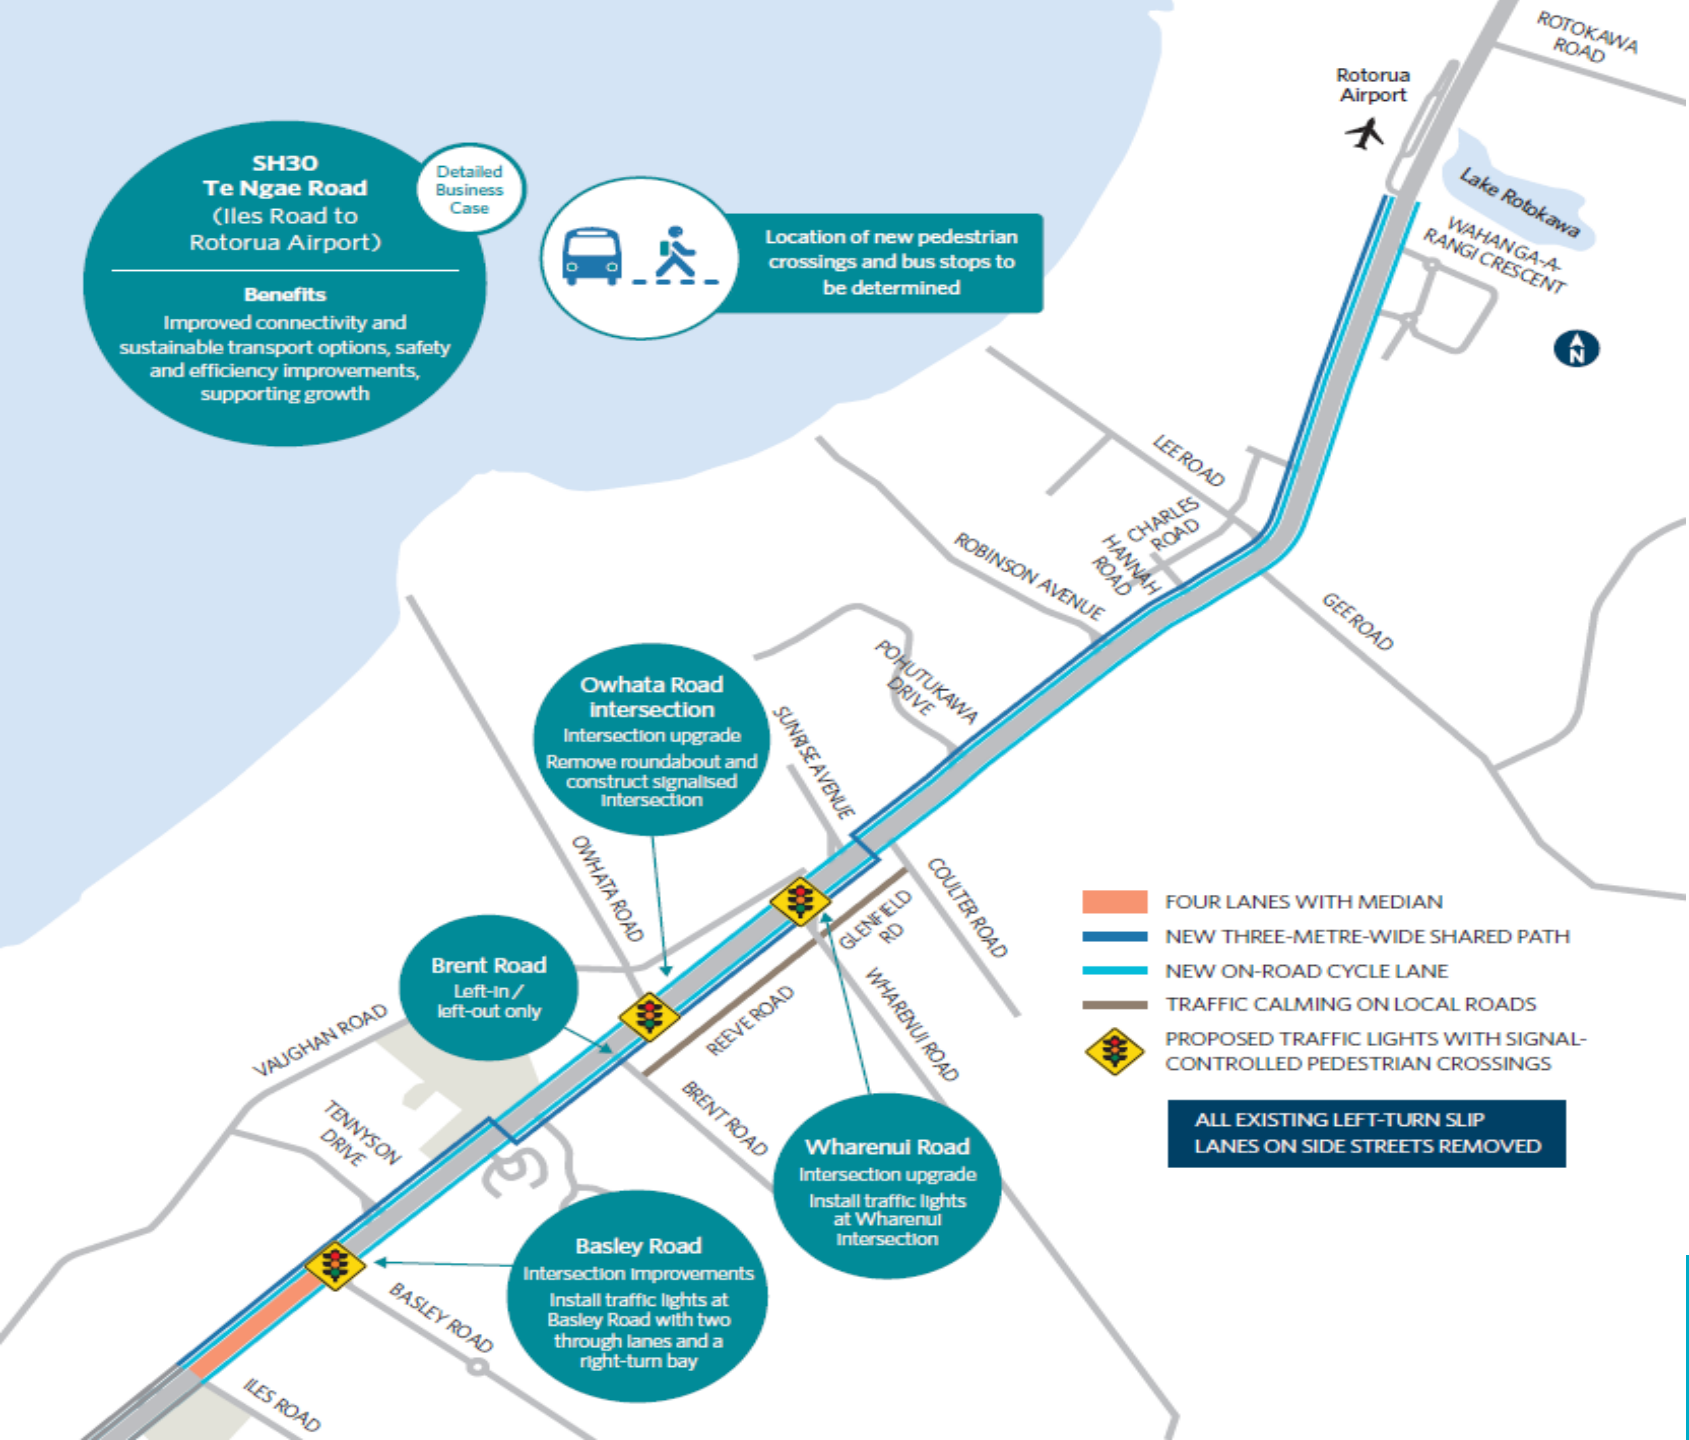 ROTOKAWA
ROAD
Rotorua
Airport
Lake Rotokawa
WAHANGA-A-
RANGI CRESCENT
N
SH30
Te Ngae Road
(Iles Road to
Rotorua Airport)
Benefits
Improved connectivity and
sustainable transport options, safety
and efficiency improvements,
supporting growth
Detailed
Business
Case
Location of new pedestrian
crossings and bus stops to
be determined
LEE ROAD
CHARLES
ROAD
HANNAH
ROAD
ROBINSON AVENUE
GEE ROAD
POHUTUKAWA
DRIVE
SUNRISE AVENUE
Owhata Road
intersection
Intersection upgrade
Remove roundabout and
construct signalised
intersection
OWHATA ROAD
COULTER ROAD
GLENFIELD
RD
WHARENUI ROAD
REEVE ROAD
BRENT ROAD
Brent Road
Left-in /
left-out only
VAUGHAN ROAD
TENNYSON
DRIVE
Wharenui Road
Intersection upgrade
Install traffic lights
at Wharenui
intersection
Basley Road
Intersection improvements
Install traffic lights at
Basley Road with two
through lanes and a
right-turn bay
BASLEY ROAD
ILES ROAD
FOUR LANES WITH MEDIAN
NEW THREE-METRE-WIDE SHARED PATH
NEW ON-ROAD CYCLE LANE
TRAFFIC CALMING ON LOCAL ROADS
PROPOSED TRAFFIC LIGHTS WITH SIGNAL-
CONTROLLED PEDESTRIAN CROSSINGS
ALL EXISTING LEFT-TURN SLIP
LANES ON SIDE STREETS REMOVED